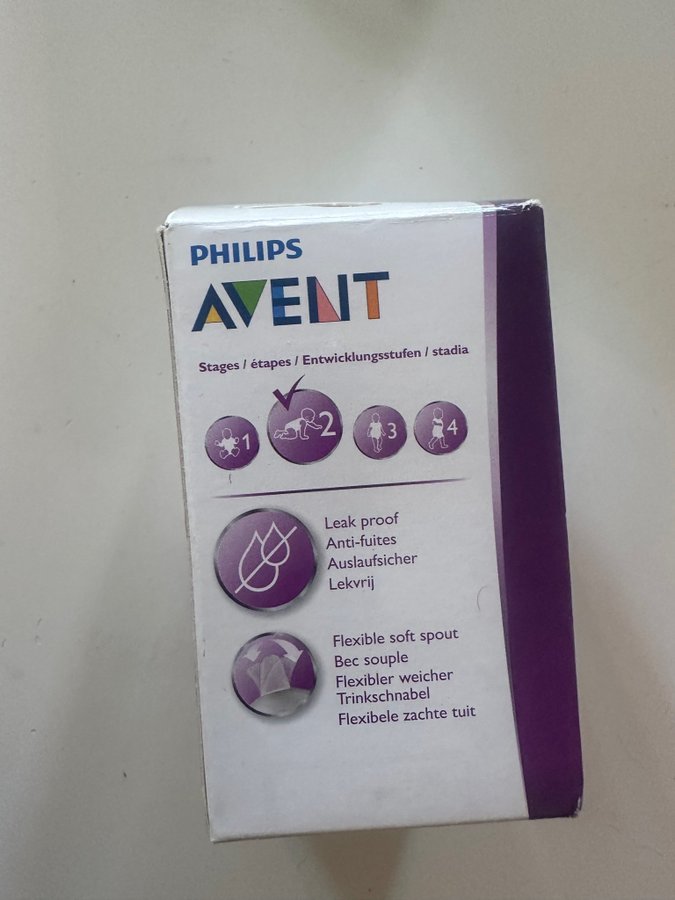 PHILIPS
AVENT
Stages / étapes / Entwicklungsstufen / stadia
1 2 3 4
Leak proof
Anti-fuites
Auslaufsicher
Lekvrij
Flexible soft spout
Bec souple
Flexibler weicher
Trinkschnabel
Flexibele zachte tuit